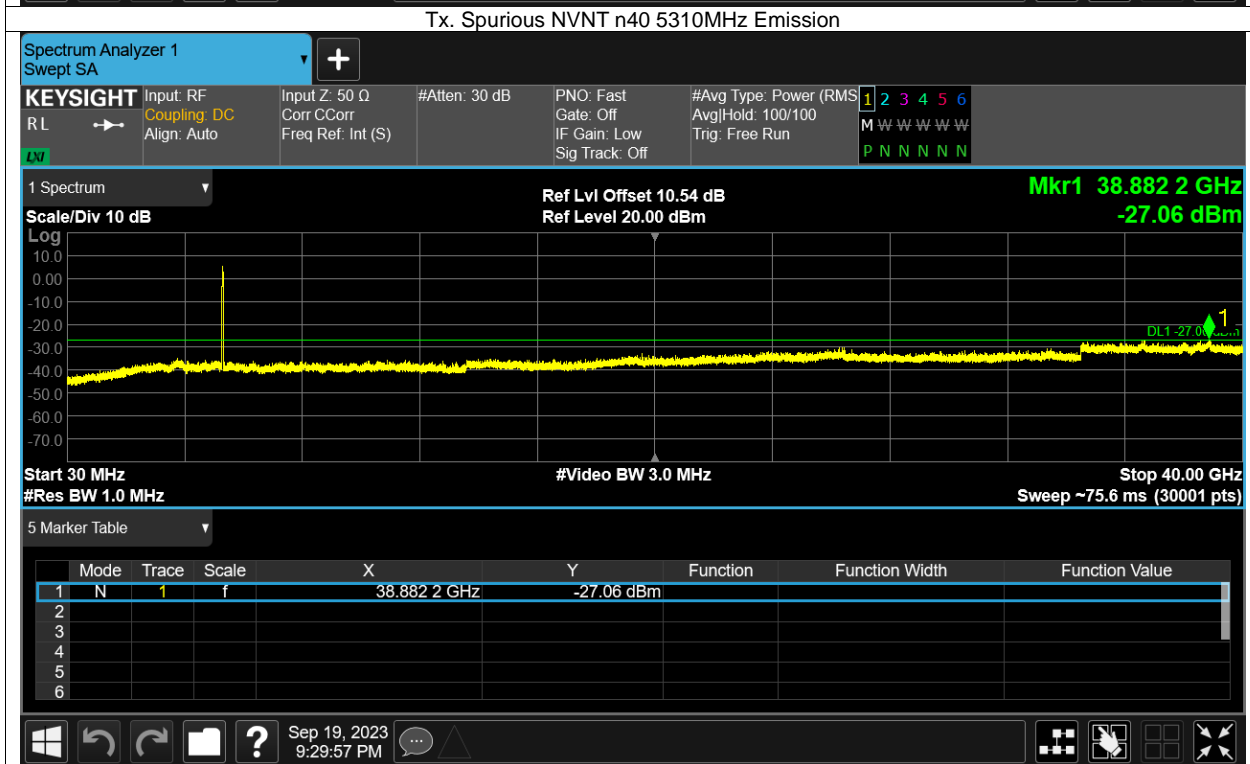 Tx. Spurious NVNT n40 5310MHz Emission
Spectrum Analyzer 1
Swept SA
+
KEYSIGHT Input: RF Input Z: 50 Ω #Atten: 30 dB PNO: Fast #Avg Type: Power (RMS 1 2 3 4 5 6
R L Coupling: DC Corr CCorr Gate: Off Avg|Hold: 100/100 M W W W W W
Align: Auto Freq Ref: Int (S) IF Gain: Low Trig: Free Run
LXI Sig Track: Off P N N N N N
1 Spectrum Ref Lvl Offset 10.54 dB Mkr1 38.882 2 GHz
Scale/Div 10 dB Ref Level 20.00 dBm -27.06 dBm
Log
10.0
0.00
-10.0
-20.0 1
DL1 -27.00 dBm
-30.0
-40.0
-50.0
-60.0
-70.0
Start 30 MHz #Video BW 3.0 MHz Stop 40.00 GHz
#Res BW 1.0 MHz Sweep ~75.6 ms (30001 pts)
5 Marker Table
Mode Trace Scale X Y Function Function Width Function Value
1 N 1 f 38.882 2 GHz -27.06 dBm
2
3
4
5
6
? Sep 19, 2023
9:29:57 PM